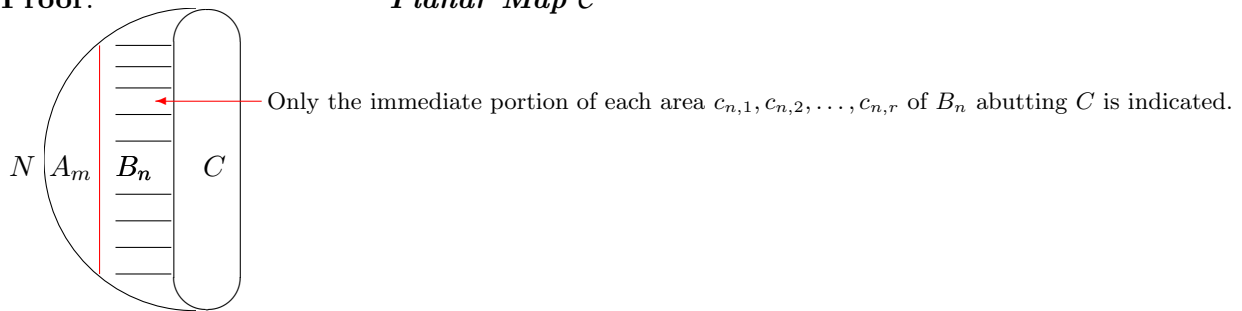 Proof:
Planar Map C
Only the immediate portion of each area c_{n,1}, c_{n,2}, ..., c_{n,r} of B_n abutting C is indicated.
N A_m B_n C